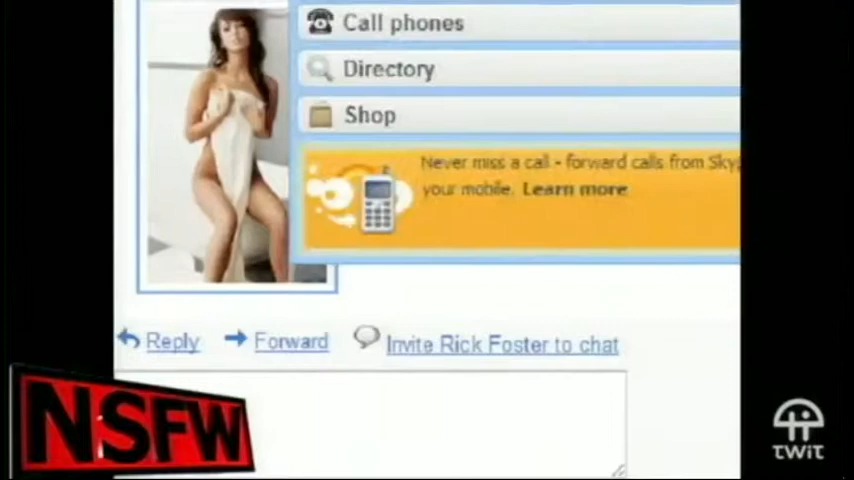 Call phones
Directory
Shop
Never miss a call - forward calls from Sky
your mobile. Learn more
Reply Forward Invite Rick Foster to chat
NSFW
TWiT